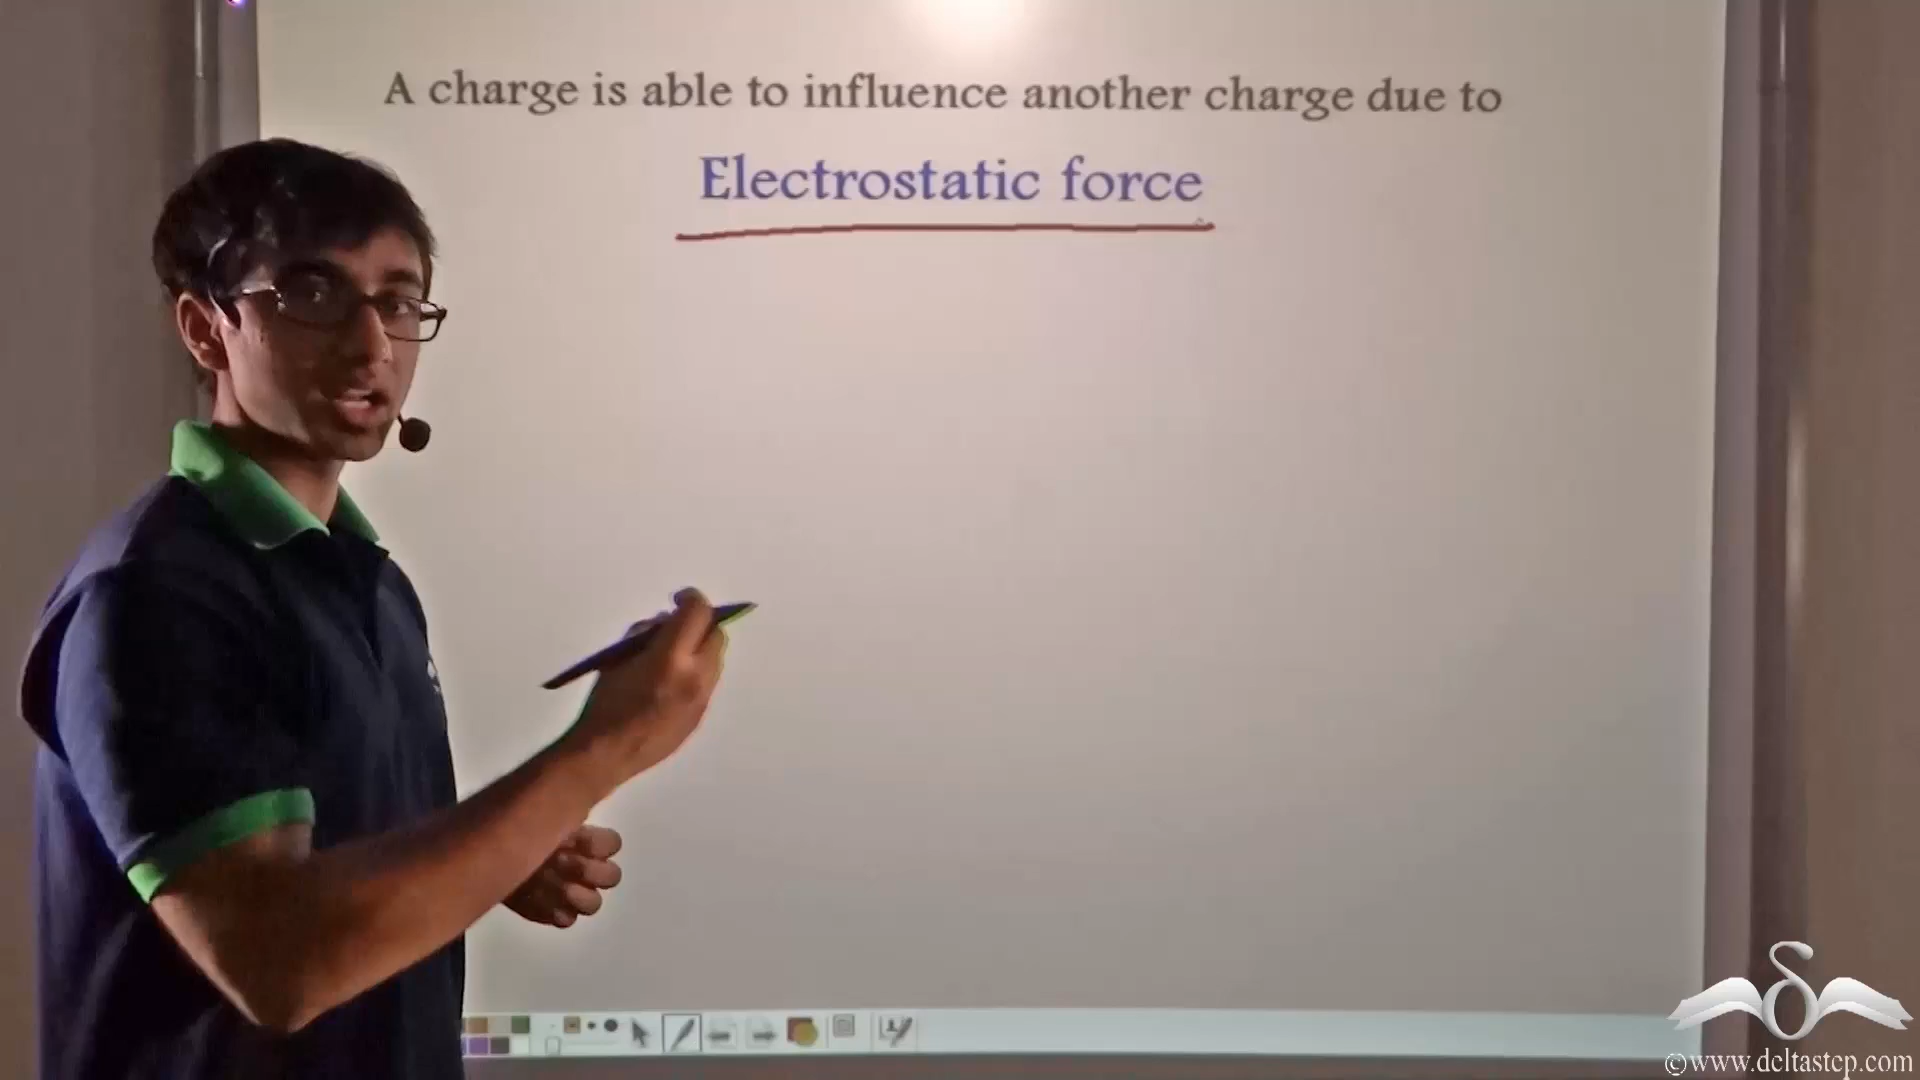 A charge is able to influence another charge due to
Electrostatic force
©www.deltastep.com